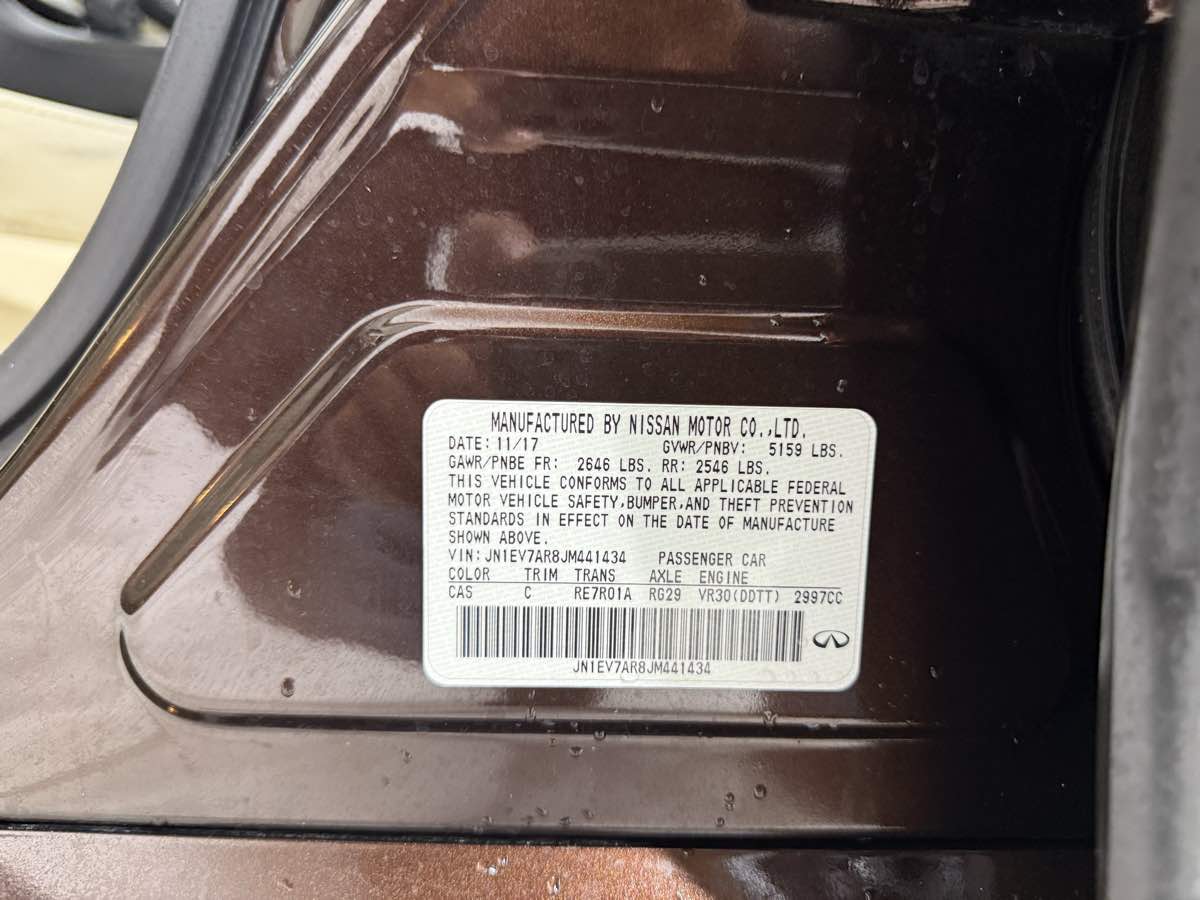 MANUFACTURED BY NISSAN MOTOR CO.,LTD.
DATE: 11/17 GVWR/PNBV: 5159 LBS.
GAWR/PNBE FR: 2646 LBS. RR: 2546 LBS.
THIS VEHICLE CONFORMS TO ALL APPLICABLE FEDERAL
MOTOR VEHICLE SAFETY,BUMPER,AND THEFT PREVENTION
STANDARDS IN EFFECT ON THE DATE OF MANUFACTURE
SHOWN ABOVE.
VIN: JN1EV7AR8JM441434 PASSENGER CAR
COLOR TRIM TRANS AXLE ENGINE
CAS C RE7R01A RG29 VR30(DDTT) 2997CC
JN1EV7AR8JM441434